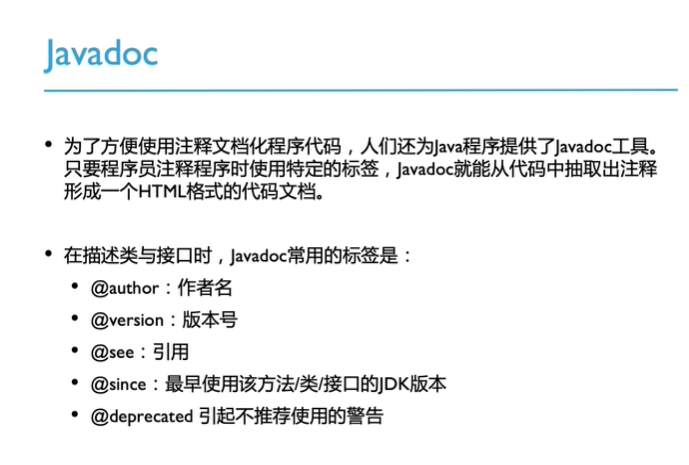 Javadoc
• 为了方便使用注释文档化程序代码，人们还为Java程序提供了Javadoc工具。
只要程序员注释程序时使用特定的标签，Javadoc就能从代码中抽取出注释
形成一个HTML格式的代码文档。
• 在描述类与接口时，Javadoc常用的标签是：
• @author：作者名
• @version：版本号
• @see：引用
• @since：最早使用该方法/类/接口的JDK版本
• @deprecated 引起不推荐使用的警告